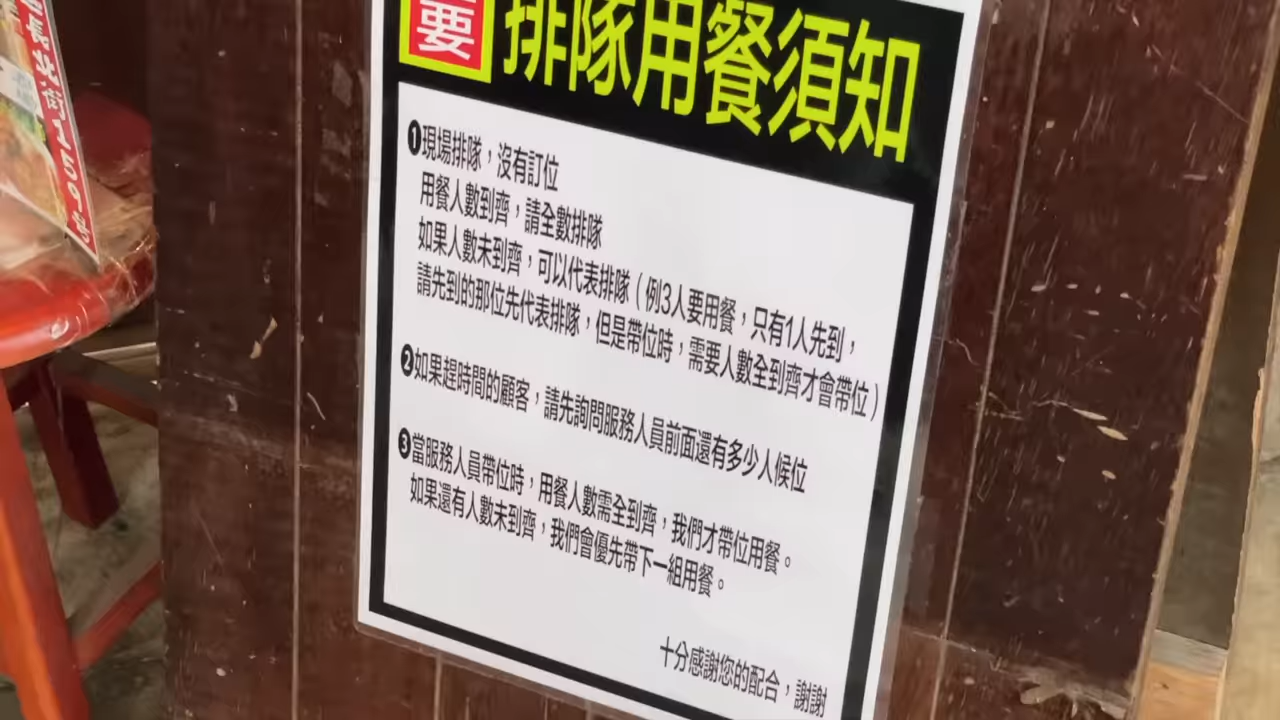 要 排隊用餐須知
❶現場排隊，沒有訂位
用餐人數到齊，請全數排隊
如果人數未到齊，可以代表排隊（例3人要用餐，只有1人先到，
請先到的那位先代表排隊，但是帶位時，需要人數全到齊才會帶位）
❷如果趕時間的顧客，請先詢問服務人員前面還有多少人候位
❸當服務人員帶位時，用餐人數需全到齊，我們才帶位用餐。
如果還有人數未到齊，我們會優先帶下一組用餐。
十分感謝您的配合，謝謝
北街159號